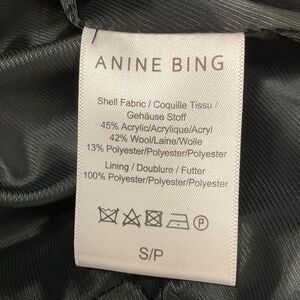 ANINE BING
Shell Fabric / Coquille Tissu /
Gehäuse Stoff
45% Acrylic/Acrylique/Acryl
42% Wool/Laine/Wolle
13% Polyester/Polyester/Polyester
Lining / Doublure / Futter
100% Polyester/Polyester/Polyester
P
S/P